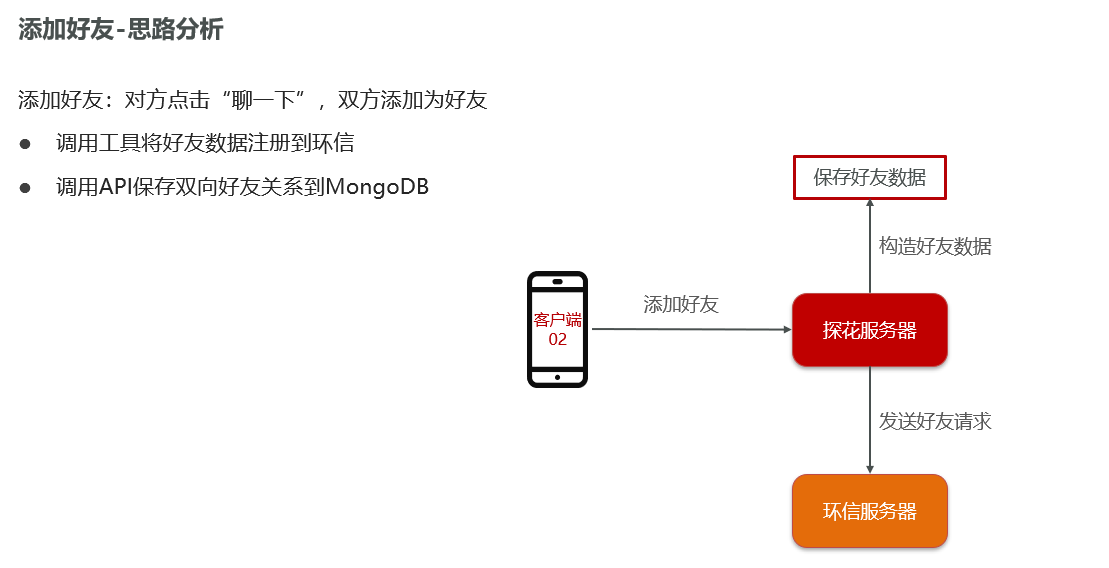 添加好友-思路分析
添加好友：对方点击“聊一下”，双方添加为好友
● 调用工具将好友数据注册到环信
● 调用API保存双向好友关系到MongoDB
保存好友数据
构造好友数据
添加好友
客户端
02
探花服务器
发送好友请求
环信服务器